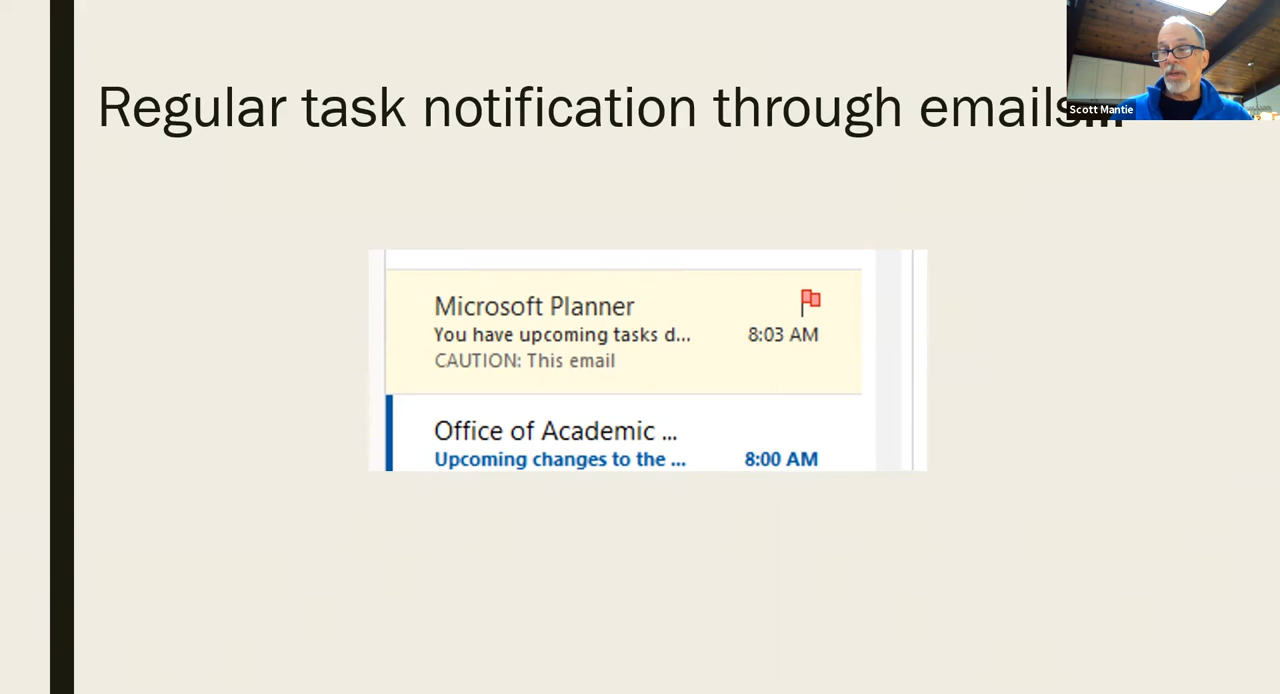 Regular task notification through emails...
Scott Mantie
Microsoft Planner
You have upcoming tasks d...
8:03 AM
CAUTION: This email
Office of Academic ...
Upcoming changes to the ...
8:00 AM